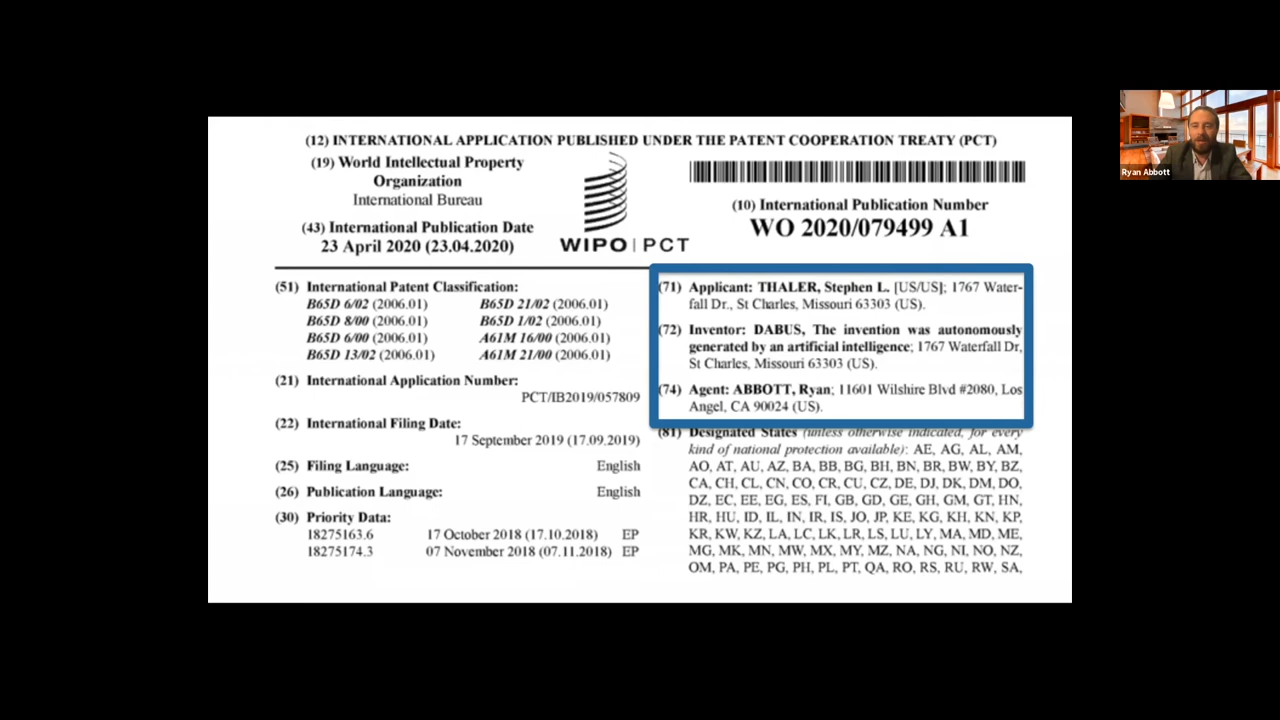 (12) INTERNATIONAL APPLICATION PUBLISHED UNDER THE PATENT COOPERATION TREATY (PCT)
(19) World Intellectual Property
Organization
International Bureau
(43) International Publication Date
23 April 2020 (23.04.2020)
WIPO | PCT
(10) International Publication Number
WO 2020/079499 A1
(51) International Patent Classification:
B65D 6/02 (2006.01) B65D 21/02 (2006.01)
B65D 8/00 (2006.01) B65D 1/02 (2006.01)
B65D 6/00 (2006.01) A61M 16/00 (2006.01)
B65D 13/02 (2006.01) A61M 21/00 (2006.01)
(21) International Application Number:
PCT/IB2019/057809
(22) International Filing Date:
17 September 2019 (17.09.2019)
(25) Filing Language: English
(26) Publication Language: English
(30) Priority Data:
18275163.6 17 October 2018 (17.10.2018) EP
18275174.3 07 November 2018 (07.11.2018) EP
(71) Applicant: THALER, Stephen L. [US/US]; 1767 Water-
fall Dr., St Charles, Missouri 63303 (US).
(72) Inventor: DABUS, The invention was autonomously
generated by an artificial intelligence; 1767 Waterfall Dr,
St Charles, Missouri 63303 (US).
(74) Agent: ABBOTT, Ryan; 11601 Wilshire Blvd #2080, Los
Angel, CA 90024 (US).
(81) Designated States (unless otherwise indicated, for every
kind of national protection available): AE, AG, AL, AM,
AO, AT, AU, AZ, BA, BB, BG, BH, BN, BR, BW, BY, BZ,
CA, CH, CL, CN, CO, CR, CU, CZ, DE, DJ, DK, DM, DO,
DZ, EC, EE, EG, ES, FI, GB, GD, GE, GH, GM, GT, HN,
HR, HU, ID, IL, IN, IR, IS, JO, JP, KE, KG, KH, KN, KP,
KR, KW, KZ, LA, LC, LK, LR, LS, LU, LY, MA, MD, ME,
MG, MK, MN, MW, MX, MY, MZ, NA, NG, NI, NO, NZ,
OM, PA, PE, PG, PH, PL, PT, QA, RO, RS, RU, RW, SA,
Ryan Abbott